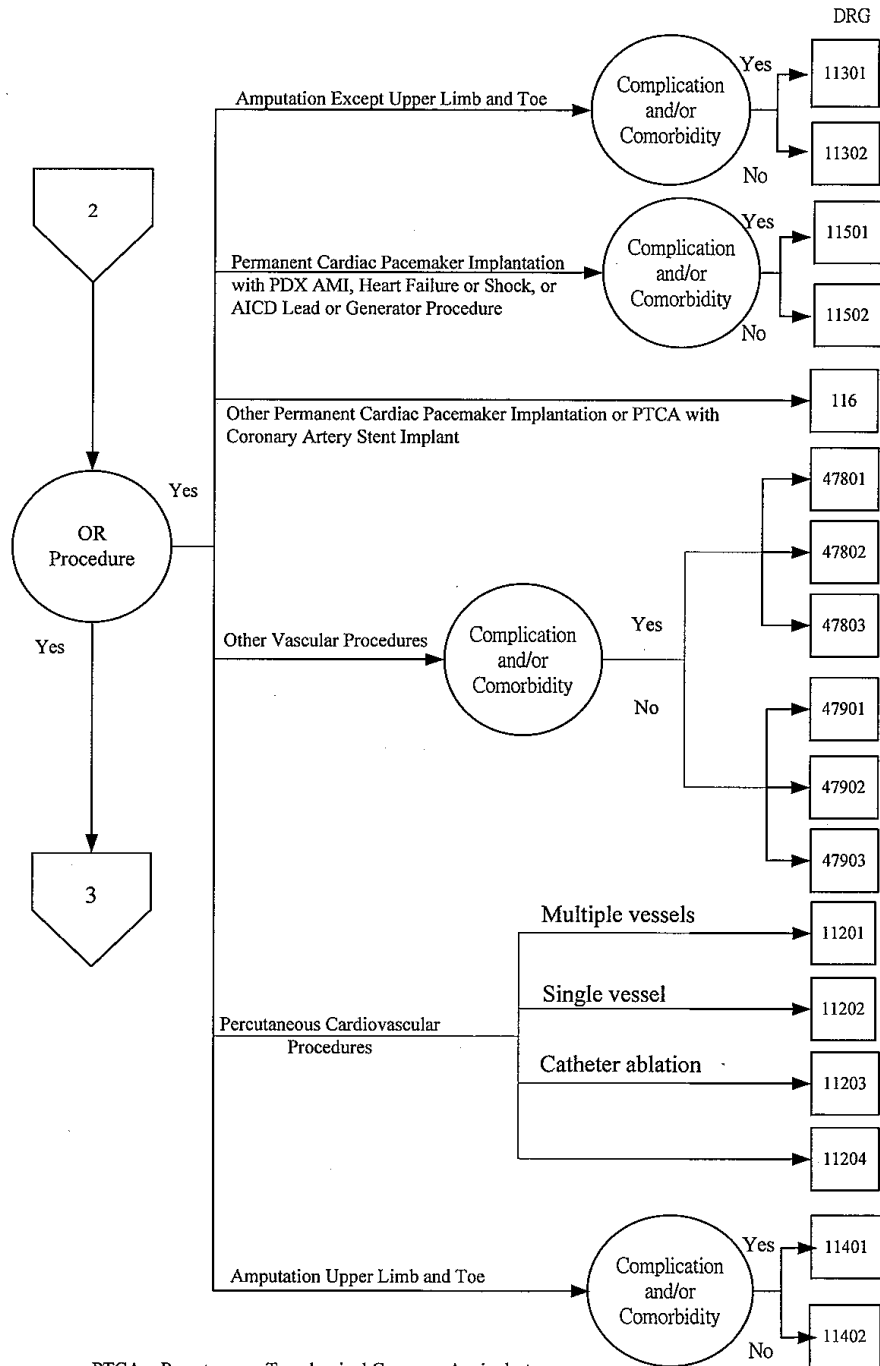 DRG
Yes
11301
Amputation Except Upper Limb and Toe
Complication
and/or
Comorbidity
11302
No
2
Yes
11501
Permanent Cardiac Pacemaker Implantation
with PDX AMI, Heart Failure or Shock, or
AICD Lead or Generator Procedure
Complication
and/or
Comorbidity
11502
No
116
Other Permanent Cardiac Pacemaker Implantation or PTCA with
Coronary Artery Stent Implant
Yes
OR
Procedure
Yes
47801
47802
47803
Other Vascular Procedures
Complication
and/or
Comorbidity
Yes
No
47901
47902
47903
3
Multiple vessels
11201
Single vessel
11202
Percutaneous Cardiovascular
Procedures
Catheter ablation
11203
11204
Yes
11401
Amputation Upper Limb and Toe
Complication
and/or
Comorbidity
No
11402